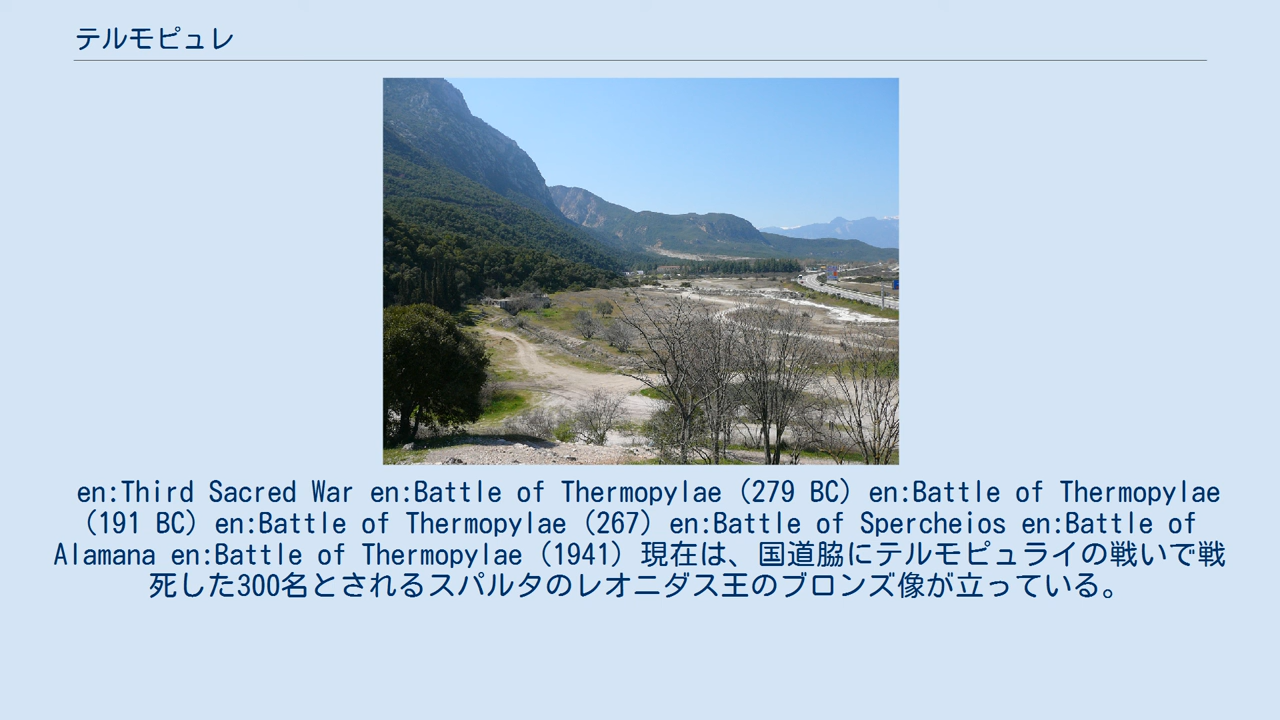 テルモピュレ
en:Third Sacred War en:Battle of Thermopylae (279 BC) en:Battle of Thermopylae
(191 BC) en:Battle of Thermopylae (267) en:Battle of Spercheios en:Battle of
Alamana en:Battle of Thermopylae (1941) 現在は、国道脇にテルモピュライの戦いで戦
死した300名とされるスパルタのレオニダス王のブロンズ像が立っている。